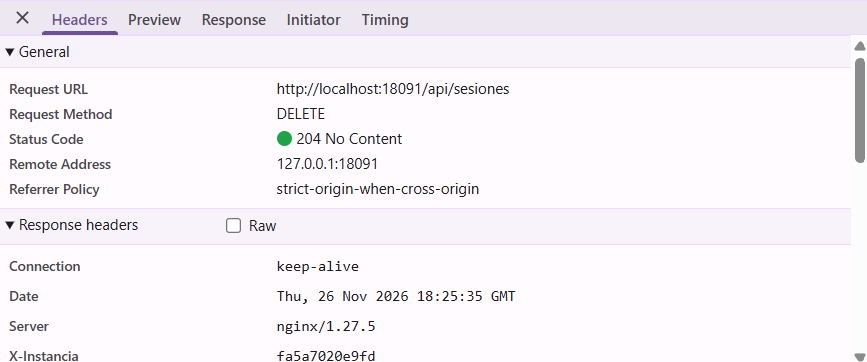 Headers Preview Response Initiator Timing
General
Request URL http://localhost:18091/api/sesiones
Request Method DELETE
Status Code 204 No Content
Remote Address 127.0.0.1:18091
Referrer Policy strict-origin-when-cross-origin
Response headers Raw
Connection keep-alive
Date Thu, 26 Nov 2026 18:25:35 GMT
Server nginx/1.27.5
X-Instancia fa5a7020e9fd